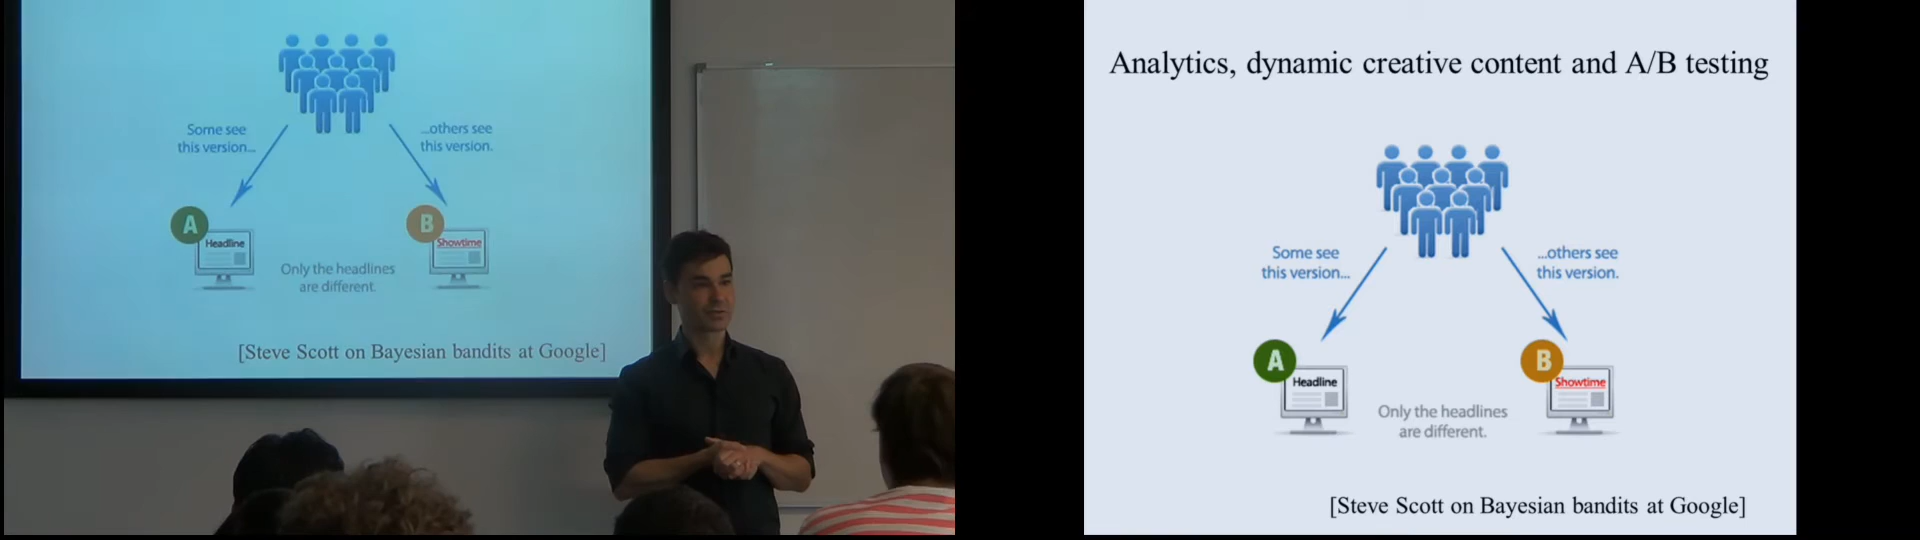 Some see
this version...
...others see
this version.
A
Headline
B
Showtime
Only the headlines
are different.
[Steve Scott on Bayesian bandits at Google]
Analytics, dynamic creative content and A/B testing
Some see
this version...
...others see
this version.
A
Headline
B
Showtime
Only the headlines
are different.
[Steve Scott on Bayesian bandits at Google]